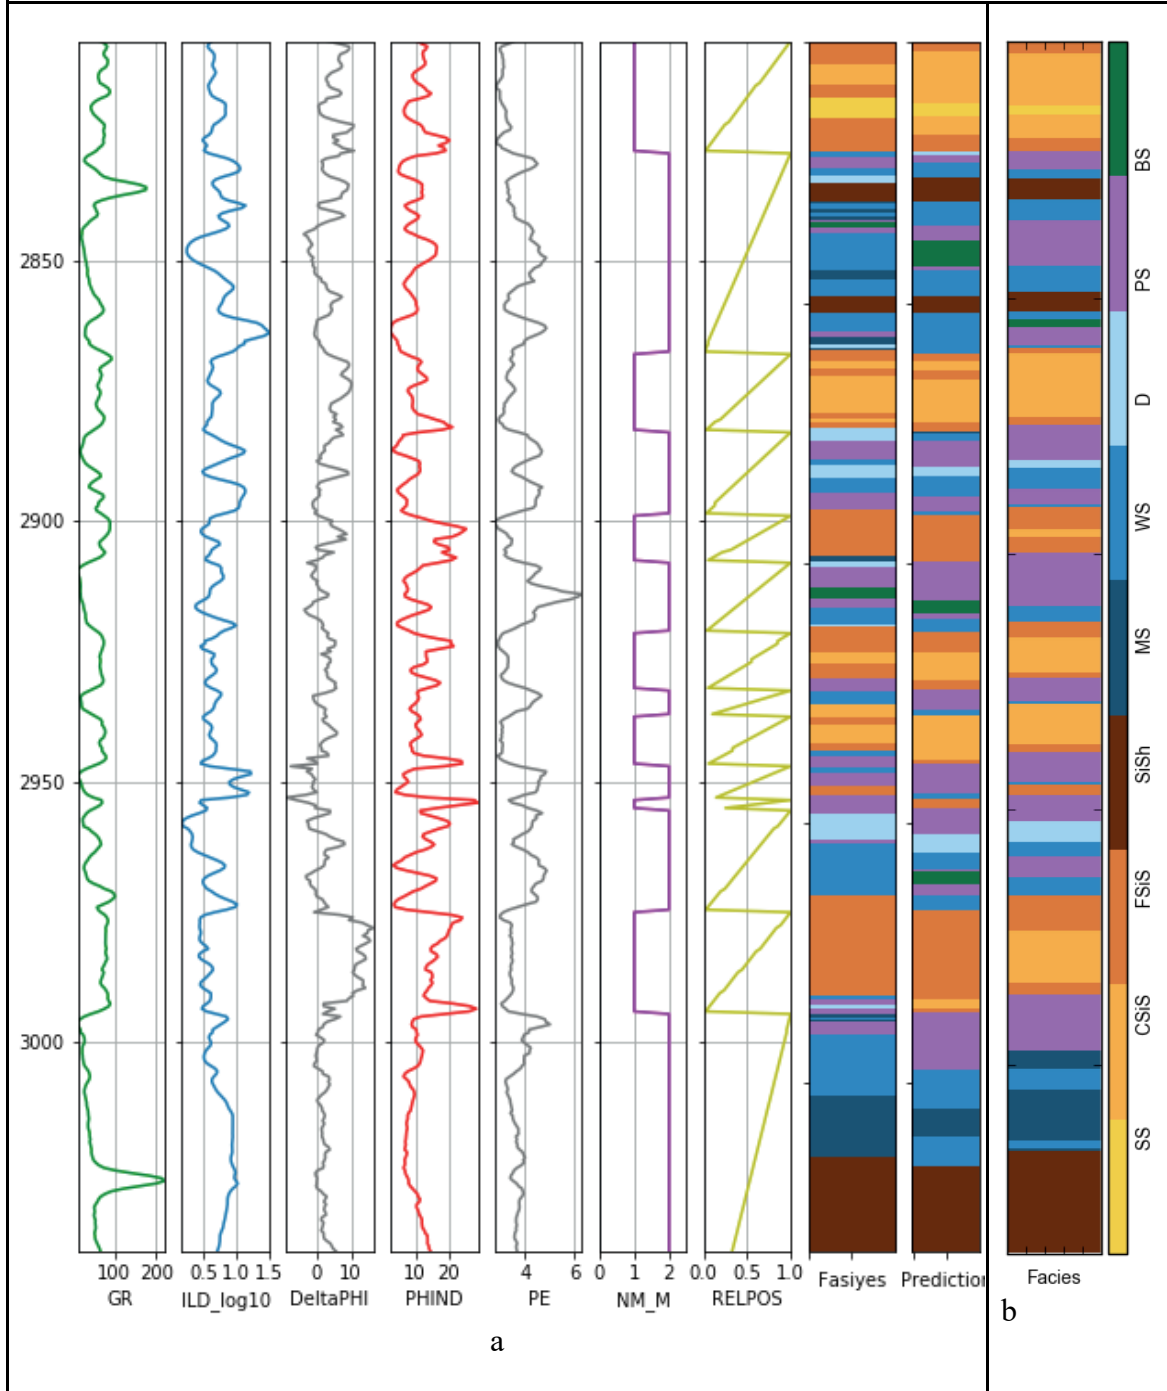 2850
2900
2950
3000
100 200
0.5 1.0 1.5
0 10
10 20
4 6
0 1 2
0.0 0.5 1.0
GR
ILD_log10
DeltaPHI
PHIND
PE
NM_M
RELPOS
Fasiyes
Prediction
Facies
BS
PS
D
WS
MS
SiSh
FSiS
CSiS
SS
a
b